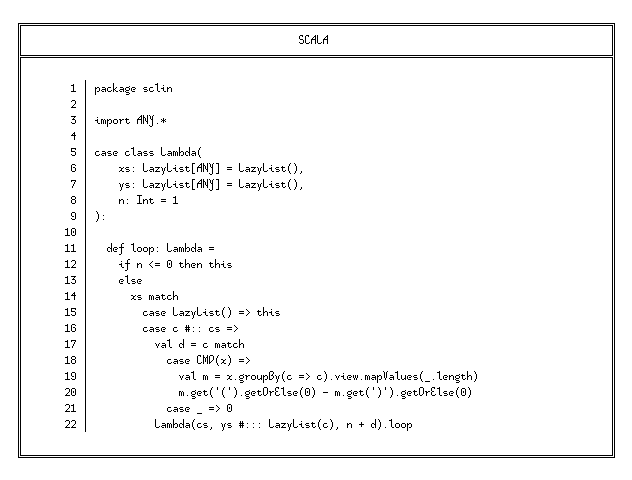 SCALA
1 package sclin
2
3 import ANY.*
4
5 case class Lambda(
6     xs: LazyList[ANY] = LazyList(),
7     ys: LazyList[ANY] = LazyList(),
8     n: Int = 1
9 ):
10
11   def loop: Lambda =
12     if n <= 0 then this
13     else
14       xs match
15         case LazyList() => this
16         case c #:: cs =>
17           val d = c match
18             case CMD(x) =>
19               val m = x.groupBy(c => c).view.mapValues(_.length)
20               m.get('(').getOrElse(0) - m.get(')').getOrElse(0)
21             case _ => 0
22           Lambda(cs, ys #::: LazyList(c), n + d).loop